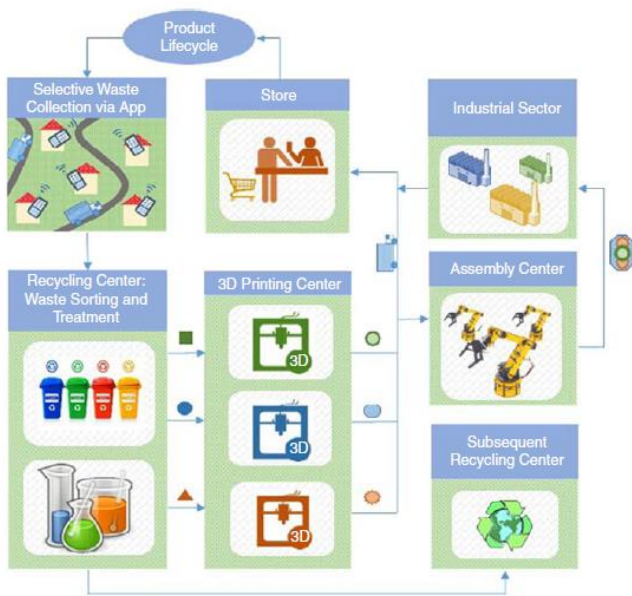 Product
Lifecycle
Selective Waste
Collection via App
Store
Industrial Sector
Recycling Center:
Waste Sorting and
Treatment
3D Printing Center
Assembly Center
3D
3D
3D
Subsequent
Recycling Center